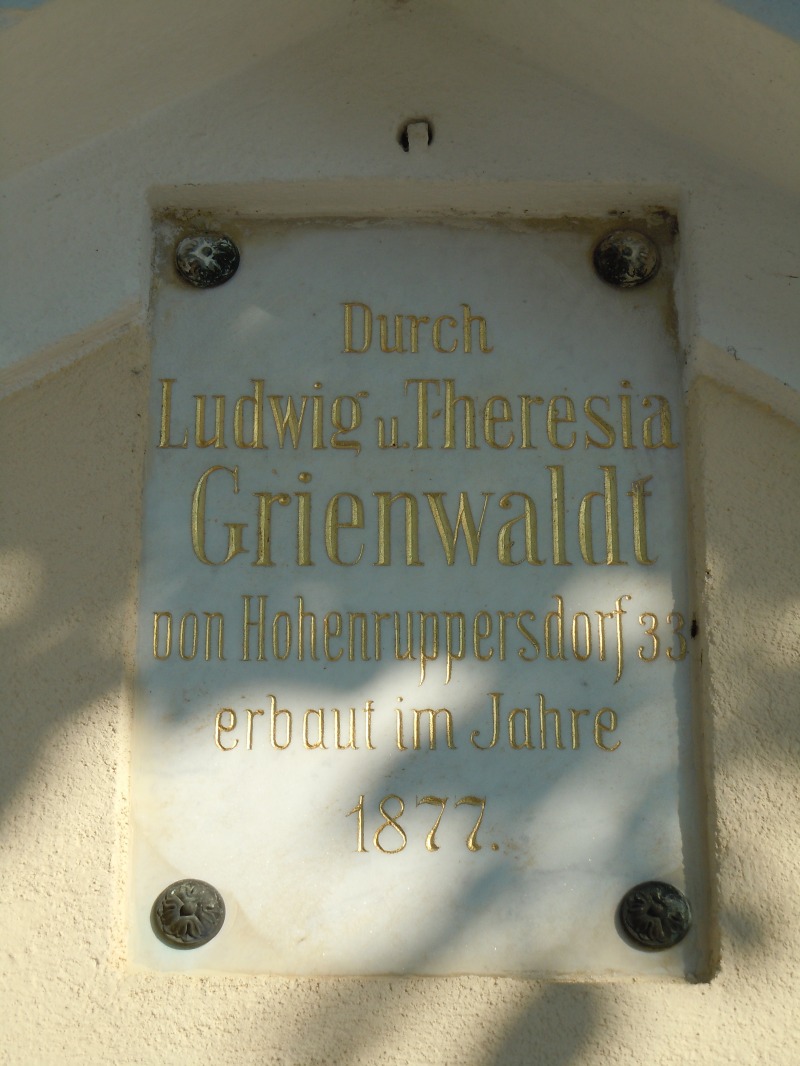 Durch
Ludwig u. Theresia
Grienwaldt
von Hohenruppersdorf 33
erbaut im Jahre
1877.